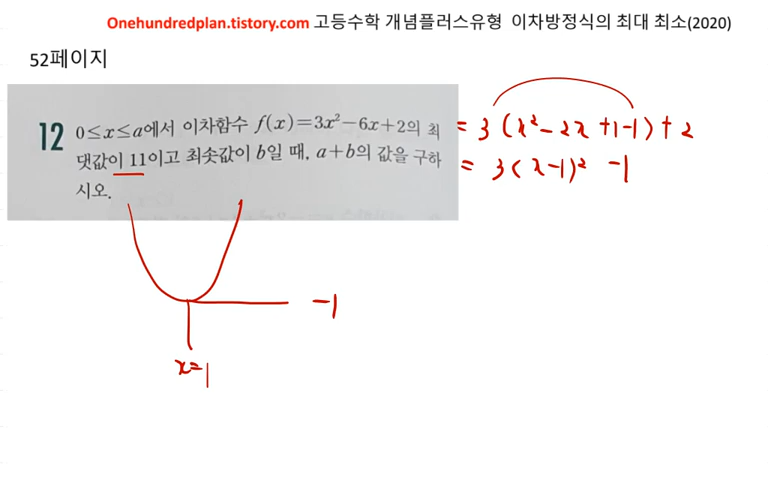 Onehundredplan.tistory.com 고등수학 개념플러스유형 이차방정식의 최대 최소(2020)
52페이지
12 0≤x≤a에서 이차함수 f(x)=3x²-6x+2의 최
댓값이 11이고 최솟값이 b일 때, a+b의 값을 구하
시오.
= 3(x²-2x+1-1)+2
= 3(x-1)² -1
-1
x=1